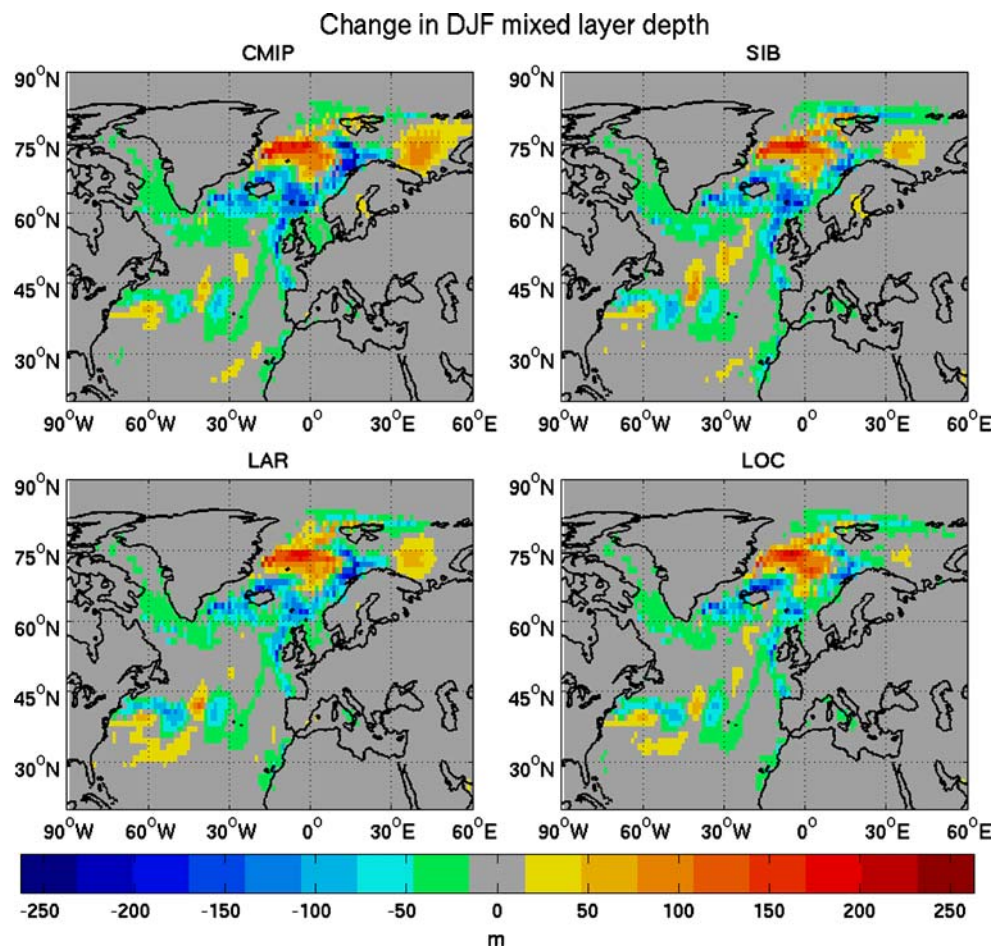 Change in DJF mixed layer depth
CMIP
SIB
90°N
75°N
60°N
45°N
30°N
90°W 60°W 30°W 0° 30°E 60°E
90°N
75°N
60°N
45°N
30°N
90°W 60°W 30°W 0° 30°E 60°E
LAR
LOC
90°N
75°N
60°N
45°N
30°N
90°W 60°W 30°W 0° 30°E 60°E
90°N
75°N
60°N
45°N
30°N
90°W 60°W 30°W 0° 30°E 60°E
-250 -200 -150 -100 -50 0 50 100 150 200 250
m